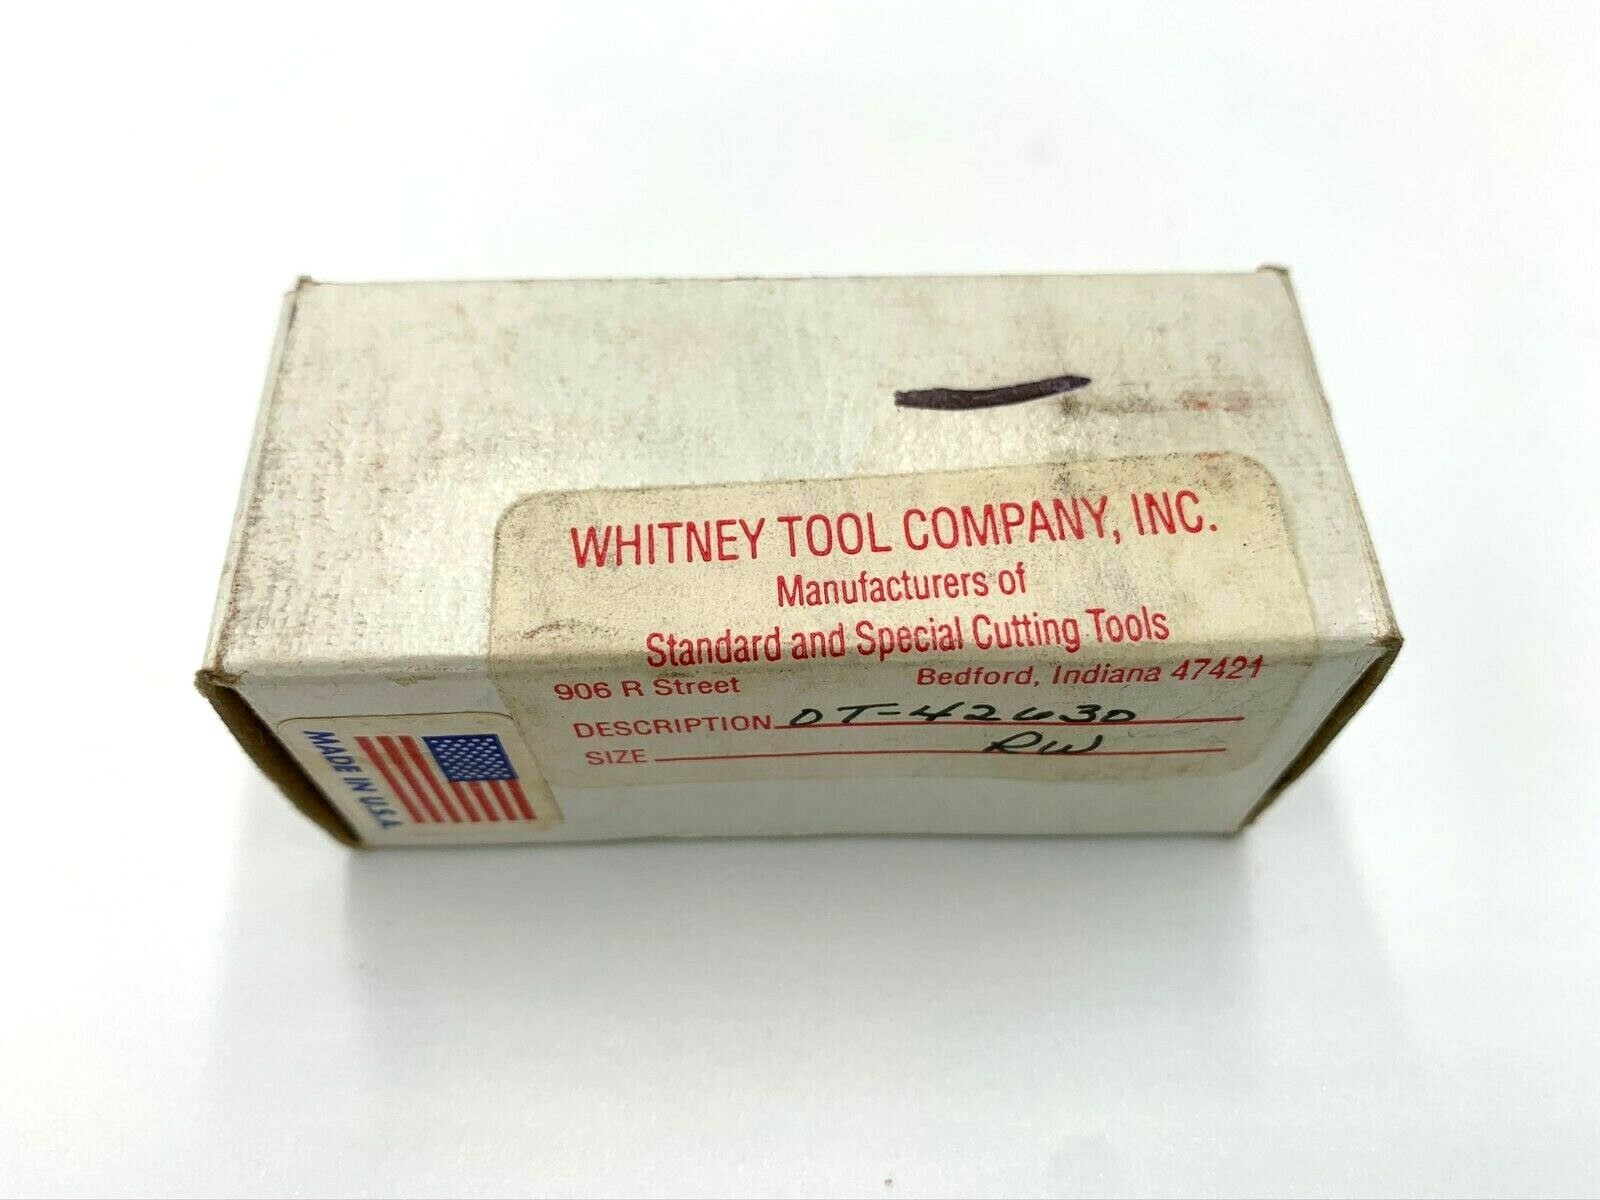 WHITNEY TOOL COMPANY, INC.
Manufacturers of
Standard and Special Cutting Tools
906 R Street Bedford, Indiana 47421
DESCRIPTION DT-42630
SIZE RW
MADE IN U.S.A.